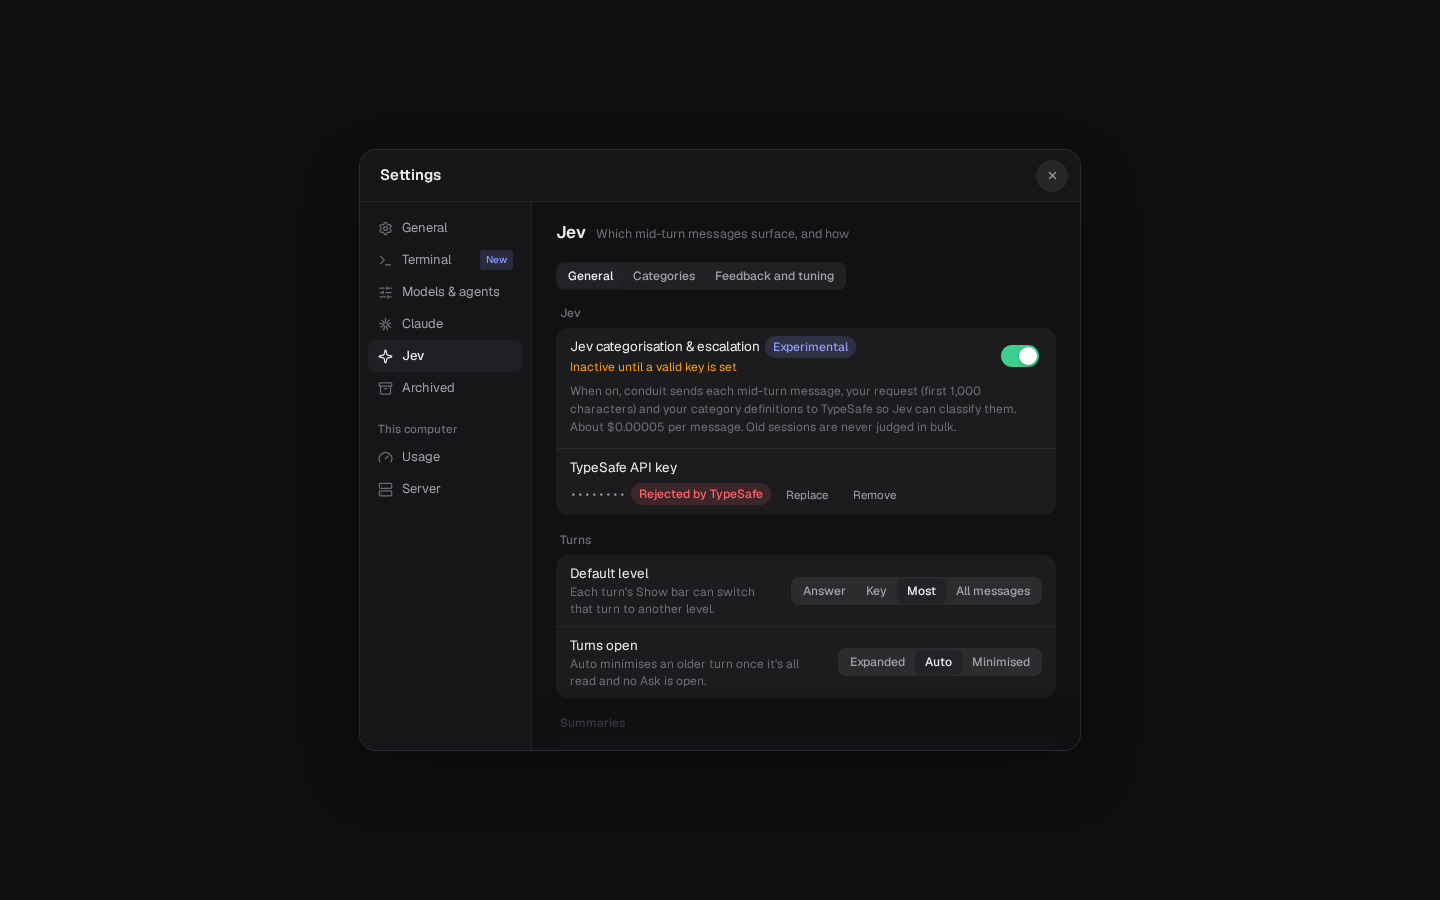 Settings
General
Terminal New
Models & agents
Claude
Jev
Archived
This computer
Usage
Server
Jev Which mid-turn messages surface, and how
General Categories Feedback and tuning
Jev
Jev categorisation & escalation Experimental
Inactive until a valid key is set
When on, conduit sends each mid-turn message, your request (first 1,000
characters) and your category definitions to TypeSafe so Jev can classify them.
About $0.00005 per message. Old sessions are never judged in bulk.
TypeSafe API key
•••••••• Rejected by TypeSafe Replace Remove
Turns
Default level
Each turn's Show bar can switch
that turn to another level.
Answer Key Most All messages
Turns open
Auto minimises an older turn once it's all
read and no Ask is open.
Expanded Auto Minimised
Summaries